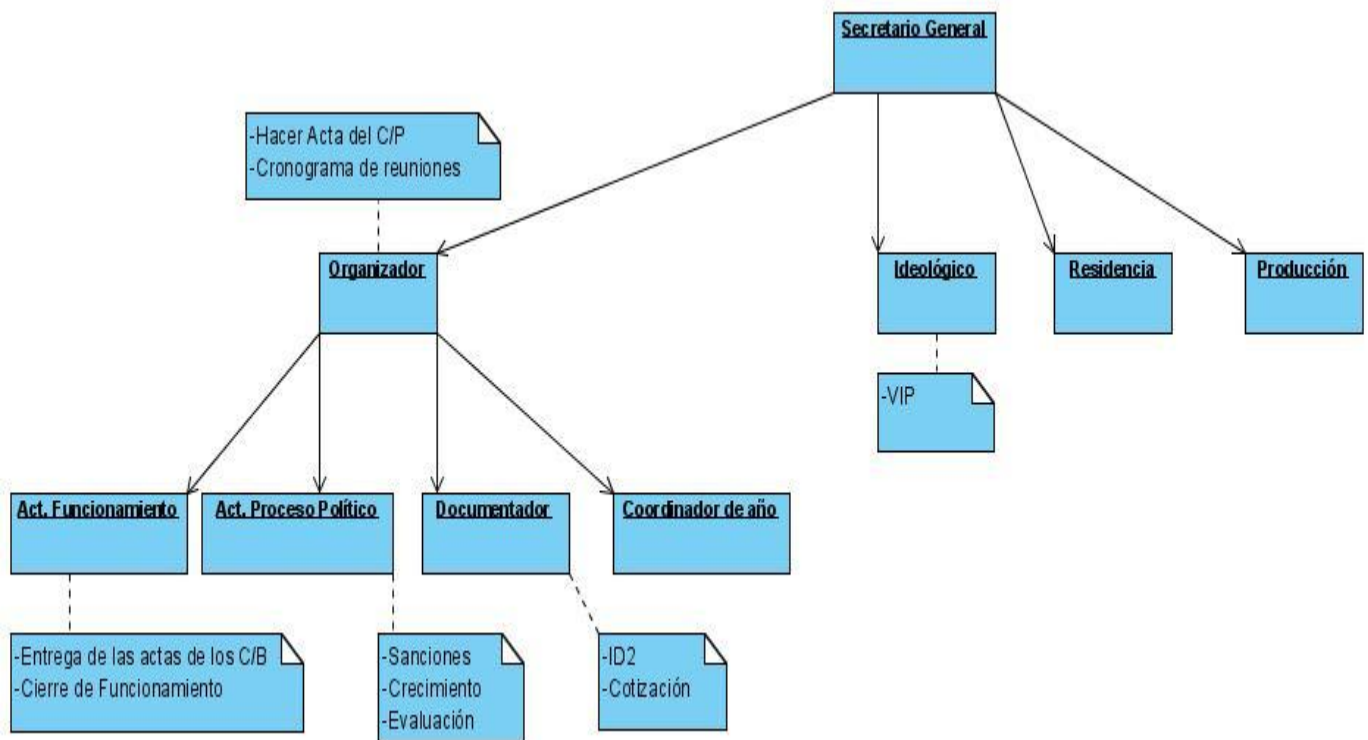 Secretario General
-Hacer Acta del C/P
-Cronograma de reuniones
Organizador
Ideológico
Residencia
Producción
-VIP
Act. Funcionamiento
Act. Proceso Político
Documentador
Coordinador de año
-Entrega de las actas de los C/B
-Cierre de Funcionamiento
-Sanciones
-Crecimiento
-Evaluación
-ID2
-Cotización